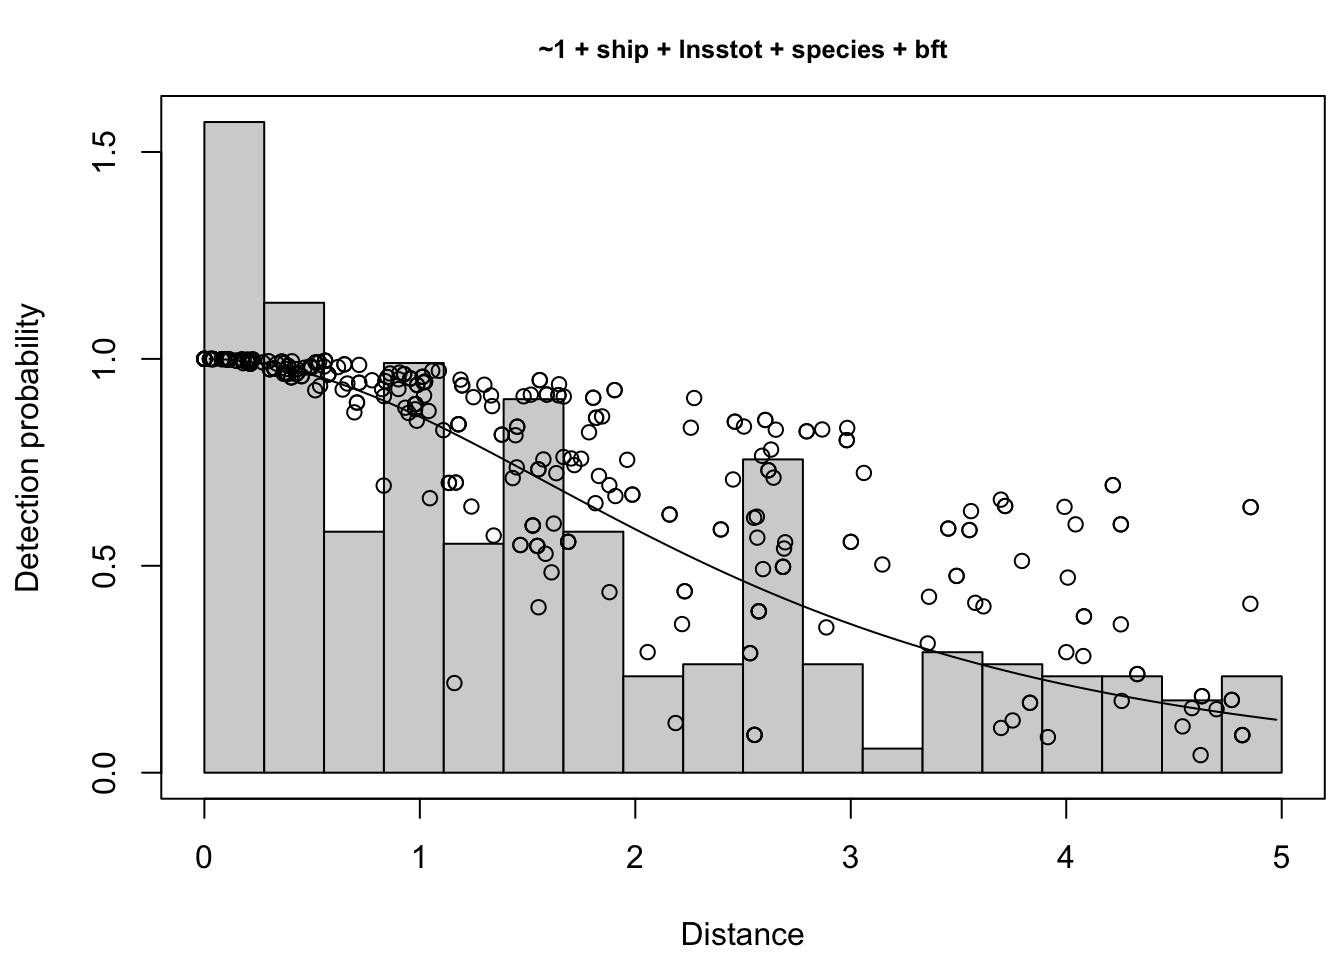 ~1 + ship + lnsstot + species + bft
Detection probability
1.5
1.0
0.5
0.0
0 1 2 3 4 5
Distance